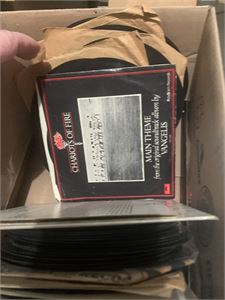 CHARIOTS OF FIRE
MAIN THEME
from the original soundtrack album by
VANGELIS